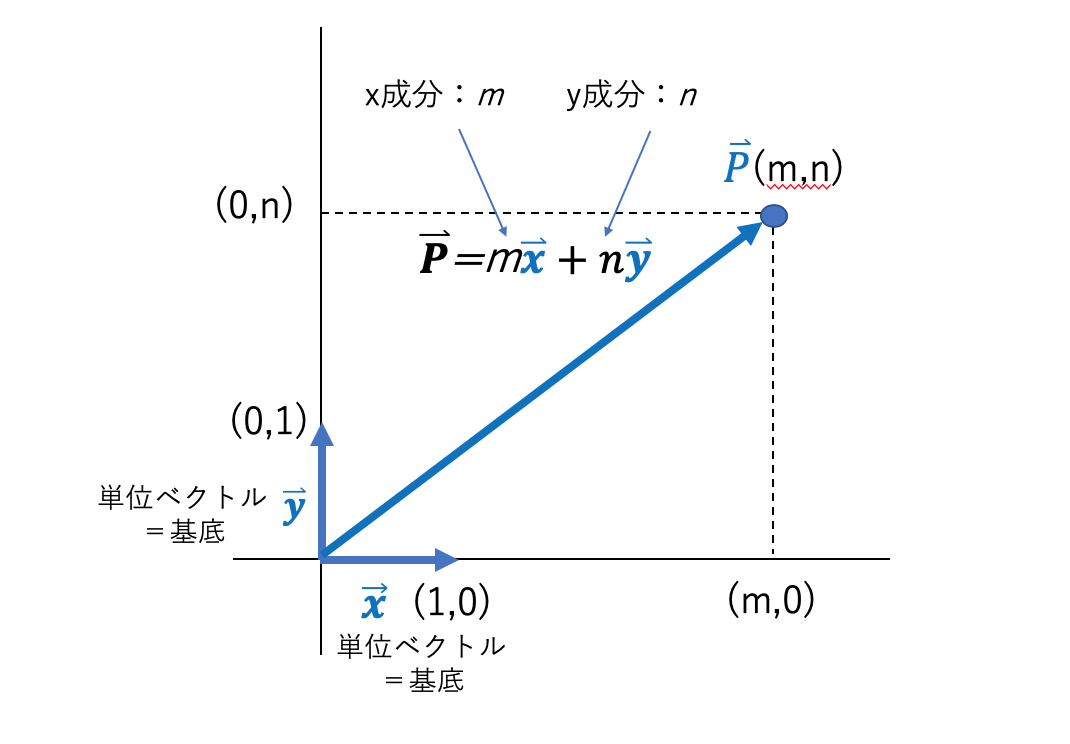 x成分：m
y成分：n
P(m,n)
(0,n)
P=mx + ny
(0,1)
単位ベクトル
＝基底
y
x (1,0)
(m,0)
単位ベクトル
＝基底